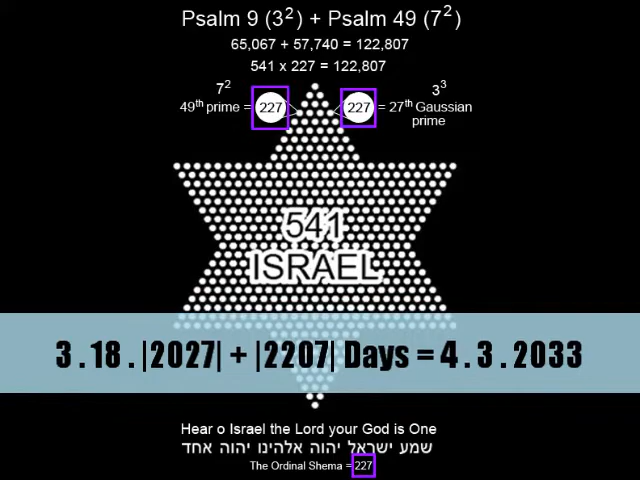 Psalm 9 (3²) + Psalm 49 (7²)
65,067 + 57,740 = 122,807
541 x 227 = 122,807
7²
49th prime = 227
3³
227 = 27th Gaussian
prime
541
ISRAEL
3 . 18 . |2027| + |2207| Days = 4 . 3 . 2033
Hear o Israel the Lord your God is One
שמע ישראל יהוה אלהינו יהוה אחד
The Ordinal Shema = 227